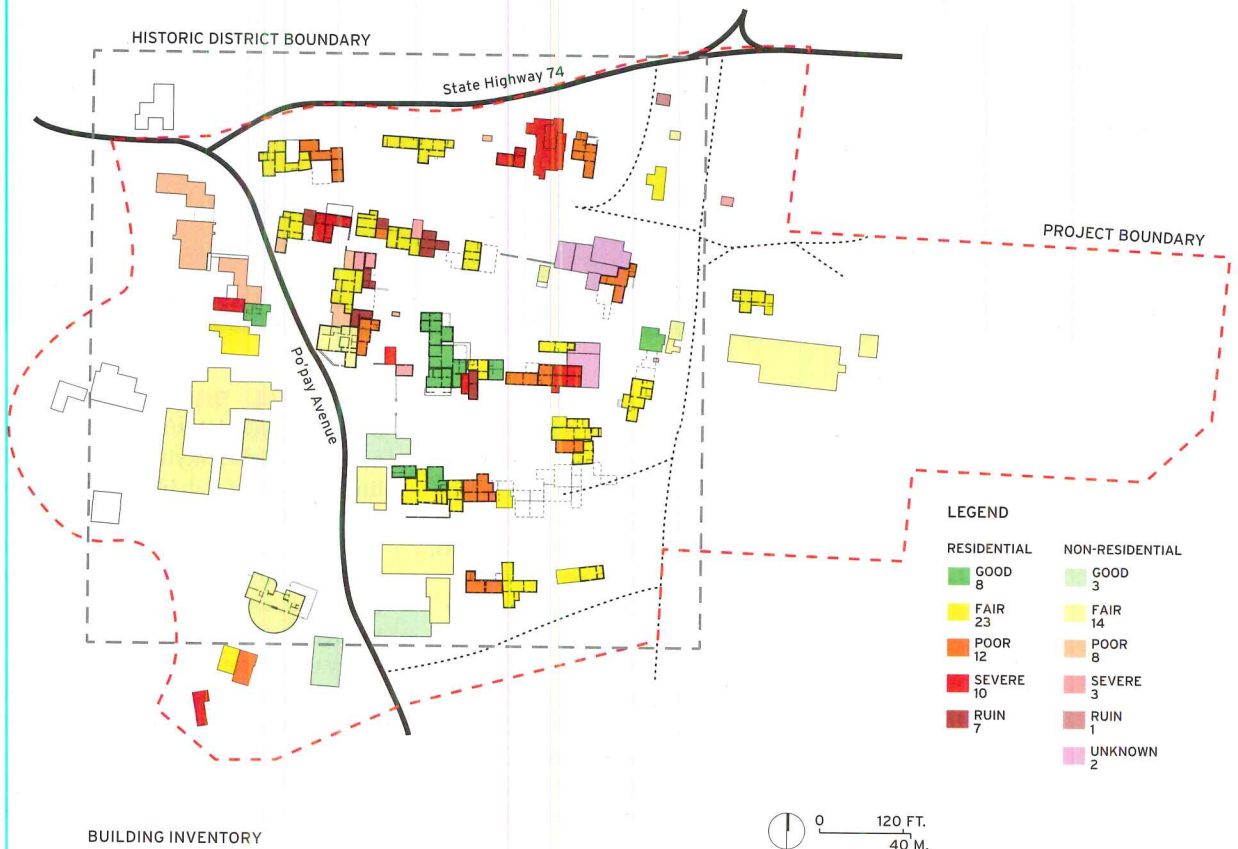 HISTORIC DISTRICT BOUNDARY
State Highway 74
PROJECT BOUNDARY
Po'pay Avenue
LEGEND
RESIDENTIAL
GOOD
8
FAIR
23
POOR
12
SEVERE
10
RUIN
7
NON-RESIDENTIAL
GOOD
3
FAIR
14
POOR
8
SEVERE
3
RUIN
1
UNKNOWN
2
BUILDING INVENTORY
0 120 FT.
40 M.